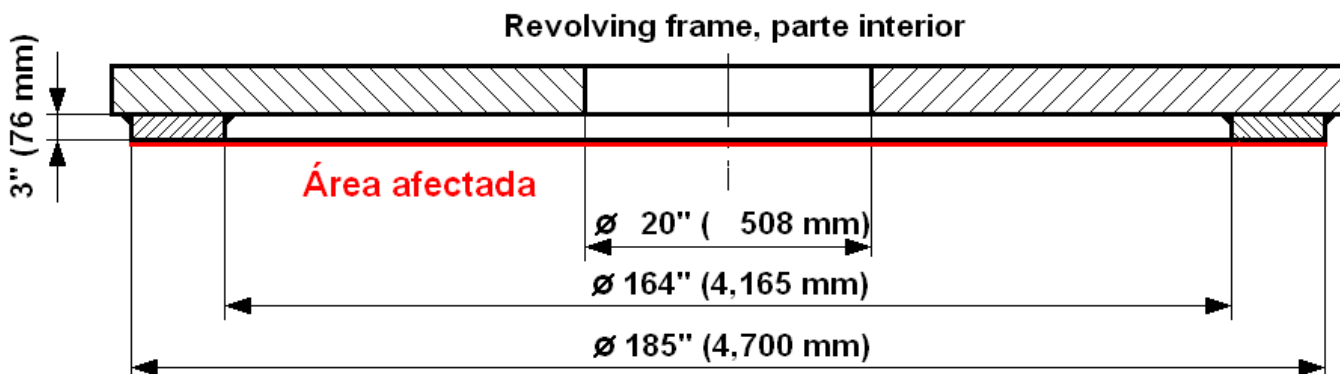 Revolving frame, parte interior
3" (76 mm)
Área afectada
ø 20" ( 508 mm)
ø 164" (4,165 mm)
ø 185" (4,700 mm)